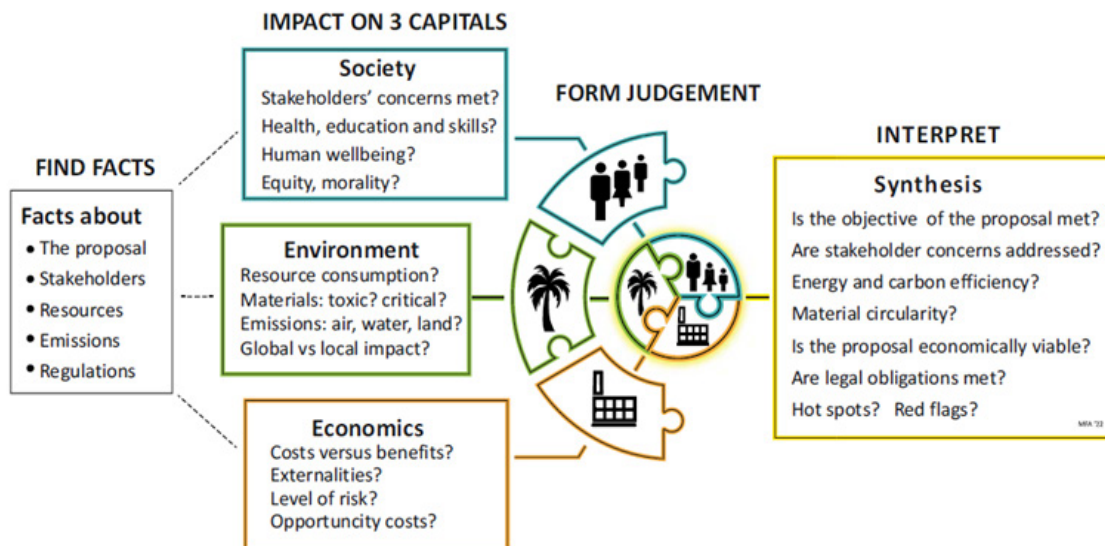 IMPACT ON 3 CAPITALS
Society
Stakeholders' concerns met?
Health, education and skills?
Human wellbeing?
Equity, morality?
FORM JUDGEMENT
INTERPRET
FIND FACTS
Facts about
• The proposal
• Stakeholders
• Resources
• Emissions
• Regulations
Environment
Resource consumption?
Materials: toxic? critical?
Emissions: air, water, land?
Global vs local impact?
Economics
Costs versus benefits?
Externalities?
Level of risk?
Opportuncity costs?
Synthesis
Is the objective of the proposal met?
Are stakeholder concerns addressed?
Energy and carbon efficiency?
Material circularity?
Is the proposal economically viable?
Are legal obligations met?
Hot spots? Red flags?
MFA '22